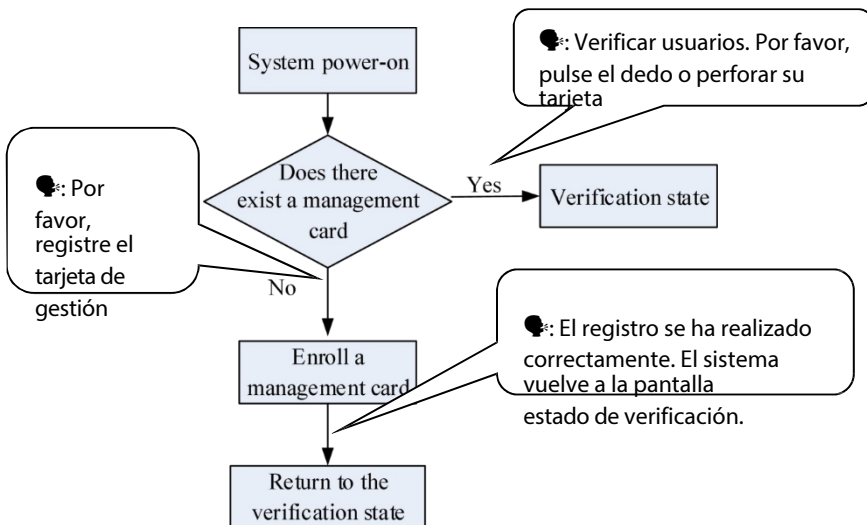 System power-on
🗣: Verificar usuarios. Por favor,
pulse el dedo o perforar su
tarjeta
🗣: Por
favor,
registre el
tarjeta de
gestión
Does there
exist a management
card
Yes
Verification state
No
🗣: El registro se ha realizado
correctamente. El sistema
vuelve a la pantalla
estado de verificación.
Enroll a
management card
Return to the
verification state